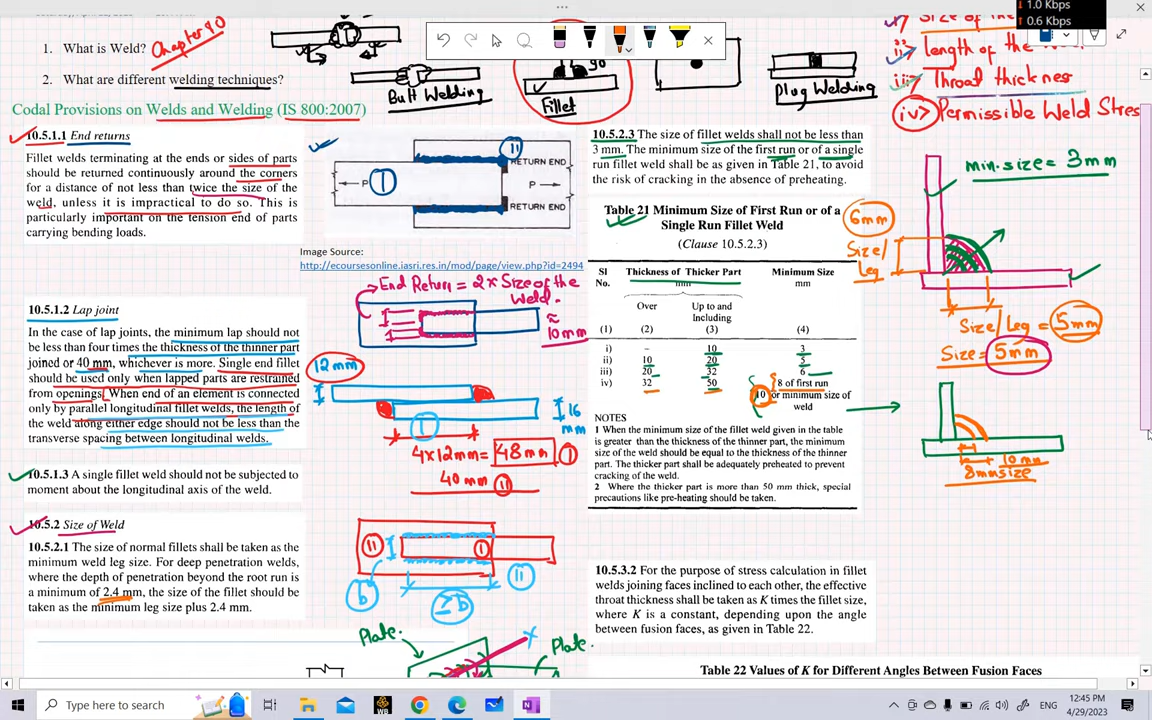 1.0 Kbps
0.6 Kbps
1. What is Weld?
Chapter 10
2. What are different welding techniques?
Butt Welding
Fillet
Plug Welding
i) Size of the
ii) length of the
iii) Throat thickness
iv) Permissible Weld Stres
Codal Provisions on Welds and Welding (IS 800:2007)
10.5.1.1 End returns
Fillet welds terminating at the ends or sides of parts
should be returned continuously around the corners
for a distance of not less than twice the size of the
weld, unless it is impractical to do so. This is
particularly important on the tension end of parts
carrying bending loads.
RETURN END
P
P
RETURN END
Image Source:
http://ecoursesonline.iasri.res.in/mod/page/view.php?id=2494
End Return = 2 x Size of the
Weld.
≈
10mm
10.5.1.2 Lap joint
In the case of lap joints, the minimum lap should not
be less than four times the thickness of the thinner part
joined or 40 mm, whichever is more. Single end fillet
should be used only when lapped parts are restrained
from openings. When end of an element is connected
only by parallel longitudinal fillet welds, the length of
the weld along either edge should not be less than the
transverse spacing between longitudinal welds.
12mm
16
mm
4x12mm = 48mm
40mm
10.5.1.3 A single fillet weld should not be subjected to
moment about the longitudinal axis of the weld.
10.5.2 Size of Weld
10.5.2.1 The size of normal fillets shall be taken as the
minimum weld leg size. For deep penetration welds,
where the depth of penetration beyond the root run is
a minimum of 2.4 mm, the size of the fillet should be
taken as the minimum leg size plus 2.4 mm.
b
≥b
Plate
Plate
10.5.2.3 The size of fillet welds shall not be less than
3 mm. The minimum size of the first run or of a single
run fillet weld shall be as given in Table 21, to avoid
the risk of cracking in the absence of preheating.
Table 21 Minimum Size of First Run or of a
Single Run Fillet Weld
(Clause 10.5.2.3)
Sl No. Thickness of Thicker Part mm Minimum Size mm
Over Up to and Including
(1) (2) (3) (4)
i) – 10 3
ii) 10 20 5
iii) 20 32 6
iv) 32 50 8 of first run
10 or minimum size of
weld
NOTES
1 When the minimum size of the fillet weld given in the table
is greater than the thickness of the thinner part, the minimum
size of the weld should be equal to the thickness of the thinner
part. The thicker part shall be adequately preheated to prevent
cracking of the weld.
2 Where the thicker part is more than 50 mm thick, special
precautions like pre-heating should be taken.
min. size = 3mm
6mm
Size/
Leg
Size/Leg = 5mm
Size = 5mm
10mm
8mm size
10.5.3.2 For the purpose of stress calculation in fillet
welds joining faces inclined to each other, the effective
throat thickness shall be taken as K times the fillet size,
where K is a constant, depending upon the angle
between fusion faces, as given in Table 22.
Table 22 Values of K for Different Angles Between Fusion Faces
Type here to search
ENG
12:45 PM
4/29/2023